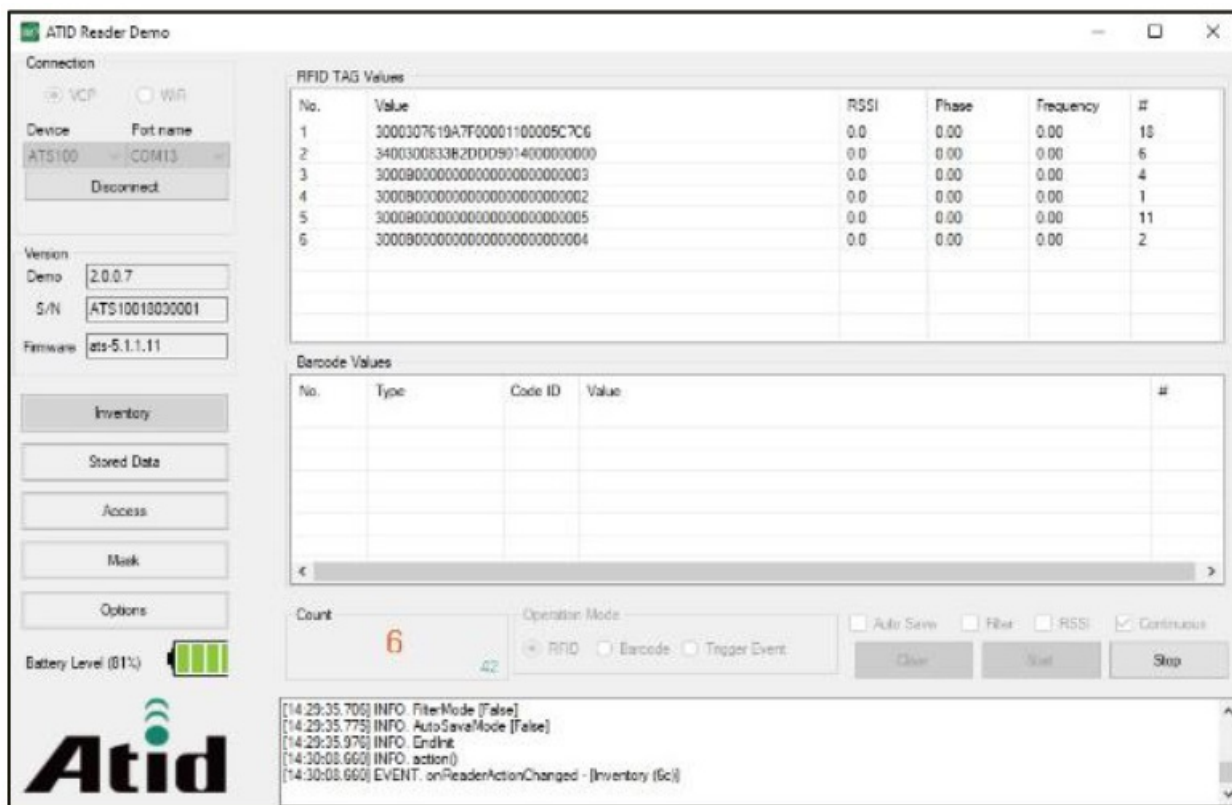 ATID Reader Demo
Connection
VCP WiFi
Device Port name
ATS100 COM13
Disconnect
Version
Demo 2.0.0.7
S/N ATS10018030001
Firmware ats-5.1.1.11
Inventory
Stored Data
Access
Mask
Options
Battery Level (81%)
Atid
RFID TAG Values
No. Value RSSI Phase Frequency #
1 3000307619A7F00001100005C7C6 0.0 0.00 0.00 18
2 3400300833B2DDD9014000000000 0.0 0.00 0.00 6
3 0.0 0.00 0.00 4
4 0.0 0.00 0.00 1
5 0.0 0.00 0.00 11
6 0.0 0.00 0.00 2
Barcode Values
No. Type Code ID Value #
Count
6
42
Operation Mode
RFID Barcode Trigger Event
Auto Save Filter RSSI Continuous
Clear Start Stop
[14:29:35.706] INFO. FilterMode [False]
[14:29:35.775] INFO. AutoSavaMode [False]
[14:29:35.976] INFO. EndInit
[14:30:08.660] INFO. action()
[14:30:08.660] EVENT. onReaderActionChanged - [Inventory (6c)]